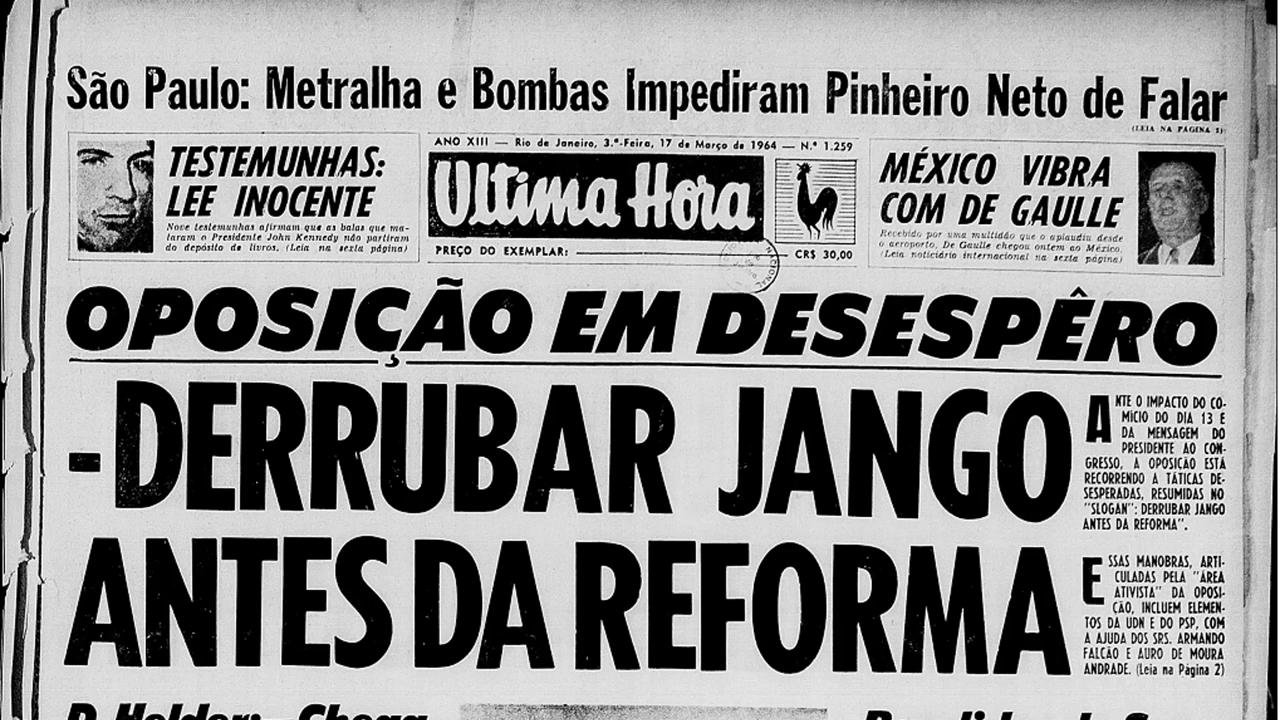 São Paulo: Metralha e Bombas Impediram Pinheiro Neto de Falar
(LEIA NA PÁGINA 2)
TESTEMUNHAS:
LEE INOCENTE
Nove testemunhas afirmam que as balas que ma-
taram o Presidente John Kennedy não partiram
do depósito de livros. (Leia na sexta página)
ANO XIII — Rio de Janeiro, 3.ª-Feira, 17 de Março de 1964 — N.º 1.259
Ultima Hora
PREÇO DO EXEMPLAR: CR$ 30,00
MÉXICO VIBRA
COM DE GAULLE
Recebido por uma multidão que o aplaudiu desde
o aeroporto, De Gaulle chegou ontem ao México.
(Leia noticiário internacional na sexta página)
OPOSIÇÃO EM DESESPÊRO
-DERRUBAR JANGO
ANTES DA REFORMA
ANTE O IMPACTO DO CO-
MÍCIO DO DIA 13 E
DA MENSAGEM DO
PRESIDENTE AO CON-
GRESSO, A OPOSIÇÃO ESTÁ
RECORRENDO A TÁTICAS DE-
SESPERADAS, RESUMIDAS NO
"SLOGAN": DERRUBAR JANGO
ANTES DA REFORMA".
ESSAS MANOBRAS, ARTI-
CULADAS PELA "ÁREA
ATIVISTA" DA OPOSI-
ÇÃO, INCLUEM ELEMEN-
TOS DA UDN E DO PSP, COM
A AJUDA DOS SRS. ARMANDO
FALCÃO E AURO DE MOURA
ANDRADE. (Leia na Página 2)